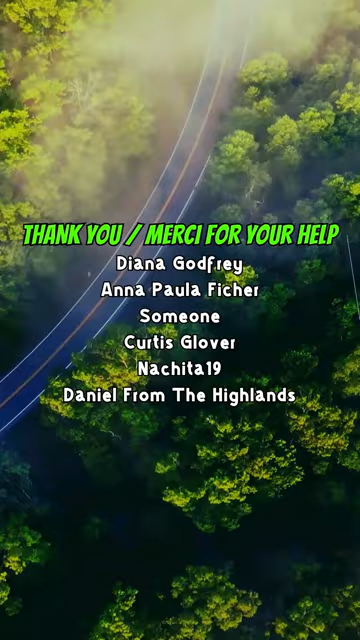 THANK YOU / MERCI FOR YOUR HELP
Diana Godfrey
Anna Paula Ficher
Someone
Curtis Glover
Nachita19
Daniel From The Highlands